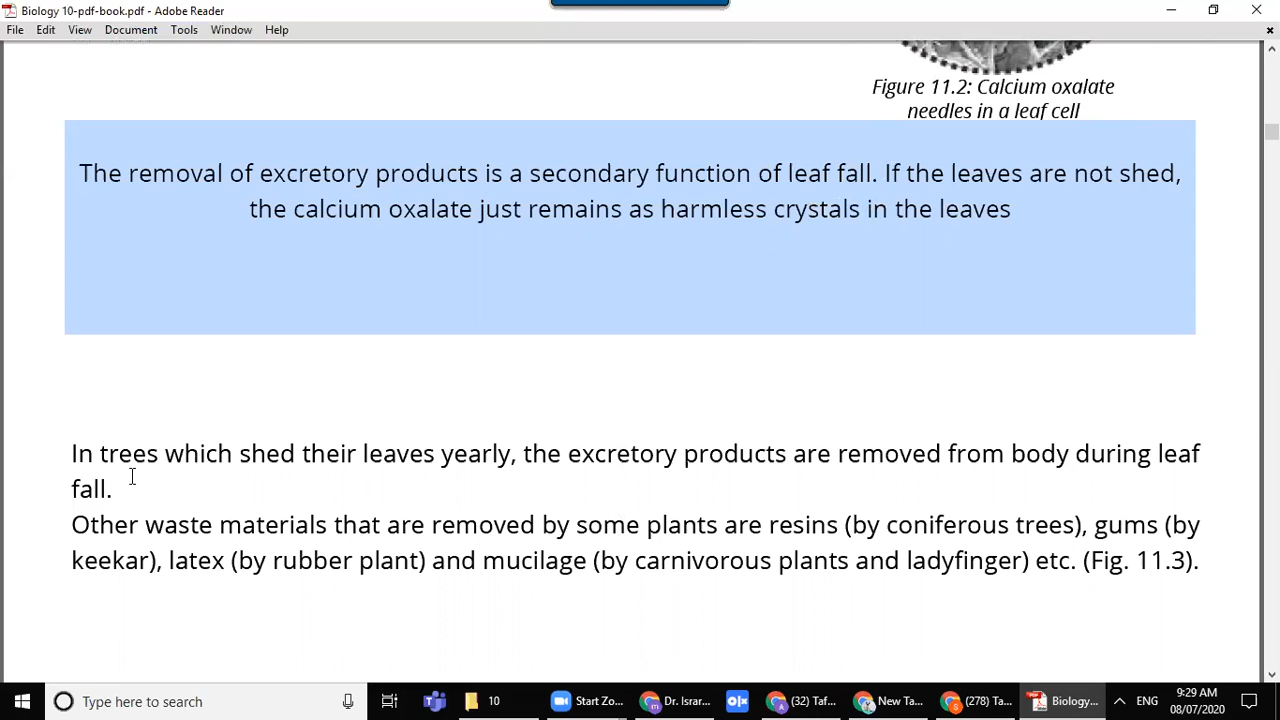 Biology 10-pdf-book.pdf - Adobe Reader
File Edit View Document Tools Window Help
Figure 11.2: Calcium oxalate
needles in a leaf cell
The removal of excretory products is a secondary function of leaf fall. If the leaves are not shed,
the calcium oxalate just remains as harmless crystals in the leaves
In trees which shed their leaves yearly, the excretory products are removed from body during leaf
fall.
Other waste materials that are removed by some plants are resins (by coniferous trees), gums (by
keekar), latex (by rubber plant) and mucilage (by carnivorous plants and ladyfinger) etc. (Fig. 11.3).
Type here to search 10 Start Zo... Dr. Israr... (32) Taf... New Ta... (278) Ta... Biology... ENG 9:29 AM
08/07/2020